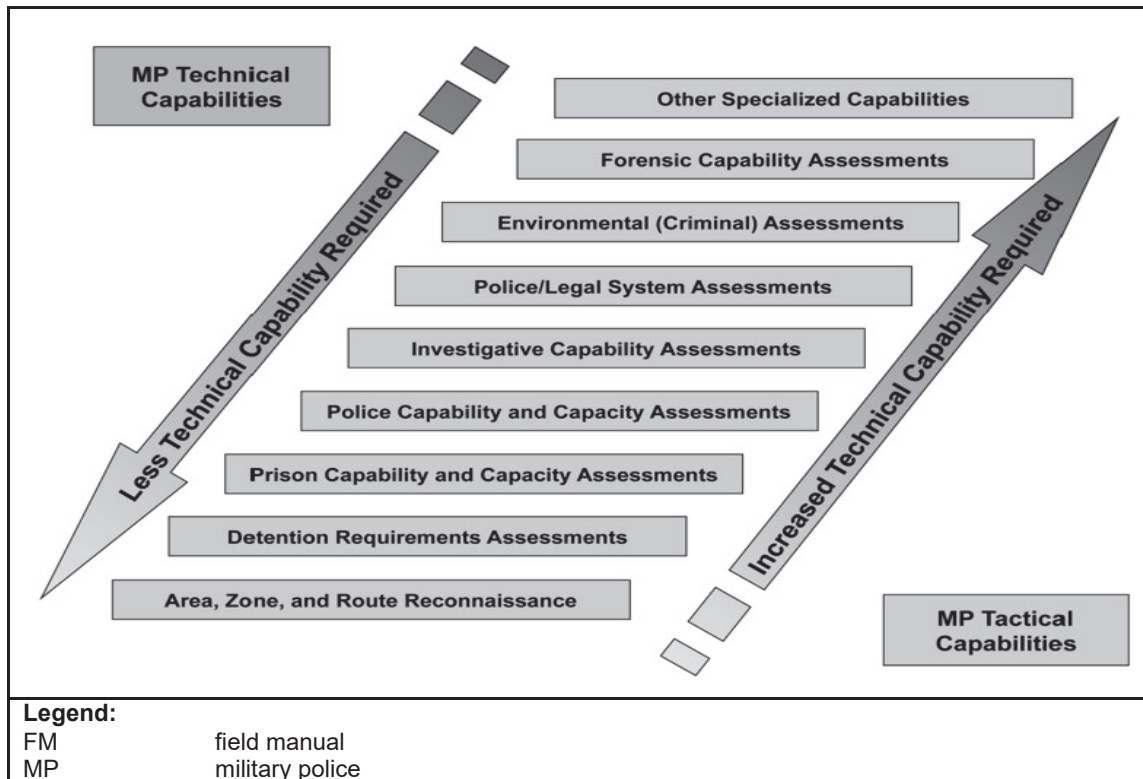 MP Technical
Capabilities
Other Specialized Capabilities
Forensic Capability Assessments
Environmental (Criminal) Assessments
Police/Legal System Assessments
Investigative Capability Assessments
Police Capability and Capacity Assessments
Prison Capability and Capacity Assessments
Detention Requirements Assessments
Area, Zone, and Route Reconnaissance
Less Technical Capability Required
Increased Technical Capability Required
MP Tactical
Capabilities
Legend:
FM field manual
MP military police